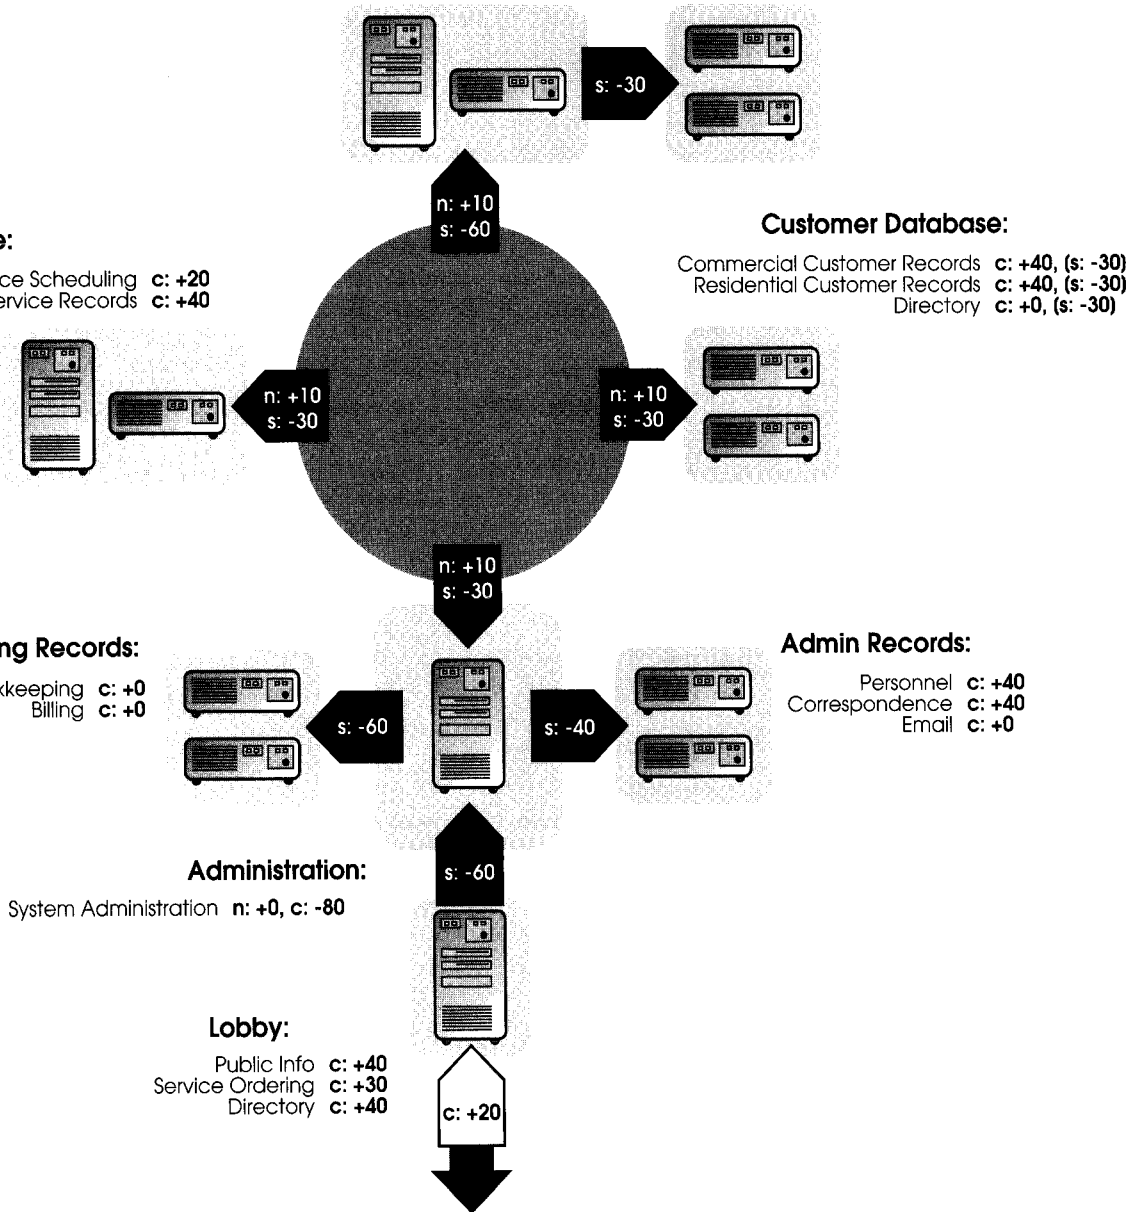 s: -30
n: +10
s: -60
Customer Database:
Commercial Customer Records c: +40, (s: -30)
Residential Customer Records c: +40, (s: -30)
Directory c: +0, (s: -30)
e:
ce Scheduling c: +20
ervice Records c: +40
n: +10
s: -30
n: +10
s: -30
n: +10
s: -30
ng Records:
kkeeping c: +0
Billing c: +0
s: -60
s: -40
Admin Records:
Personnel c: +40
Correspondence c: +40
Email c: +0
Administration:
System Administration n: +0, c: -80
s: -60
Lobby:
Public Info c: +40
Service Ordering c: +30
Directory c: +40
c: +20